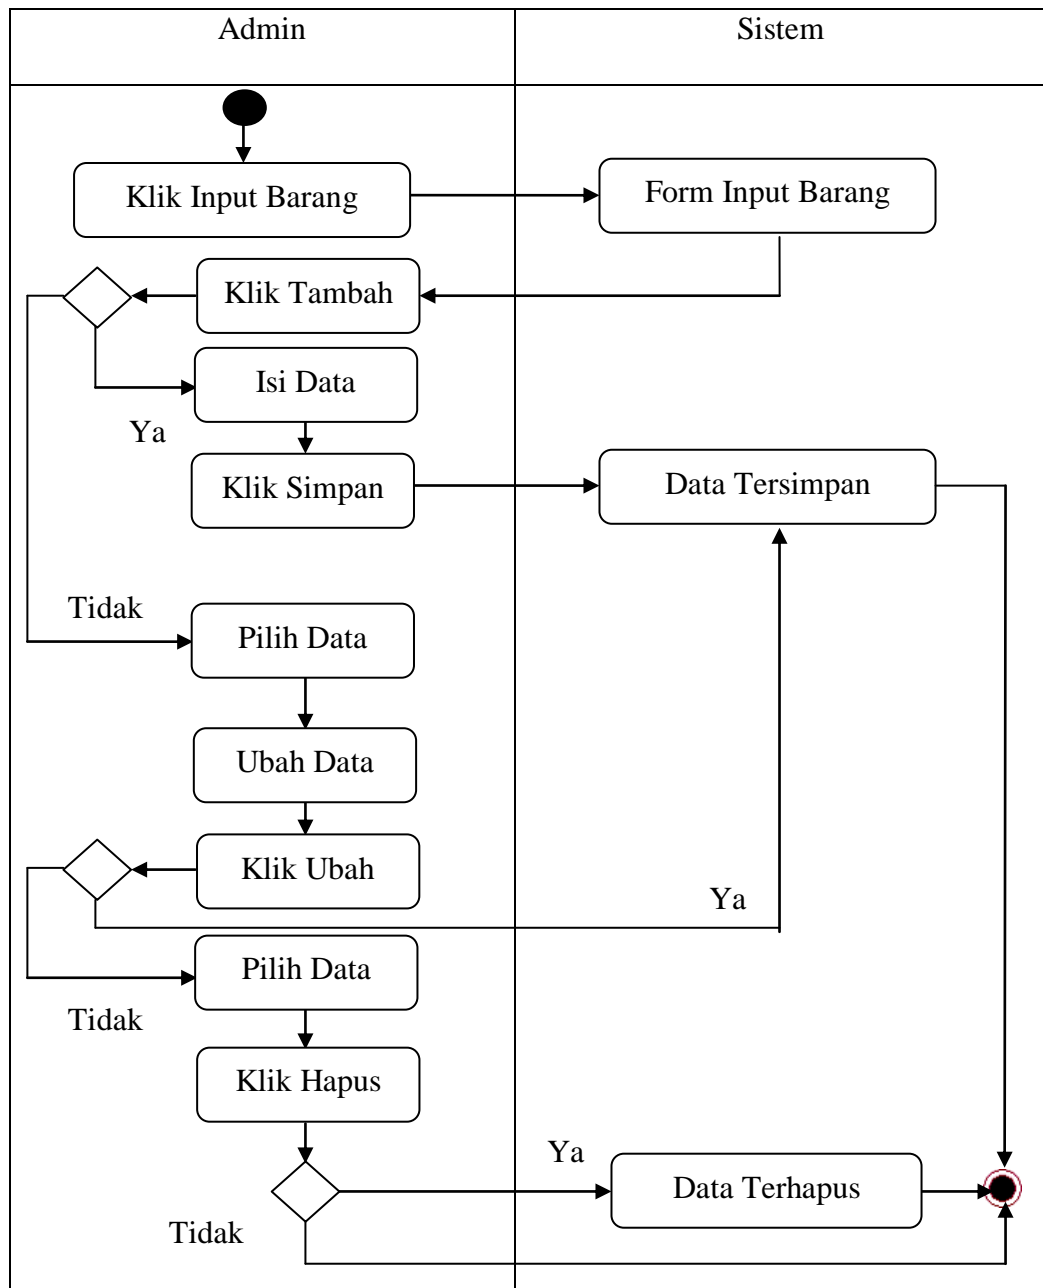 Admin
Sistem
Klik Input Barang
Form Input Barang
Klik Tambah
Isi Data
Ya
Klik Simpan
Data Tersimpan
Tidak
Pilih Data
Ubah Data
Klik Ubah
Ya
Pilih Data
Tidak
Klik Hapus
Ya
Data Terhapus
Tidak